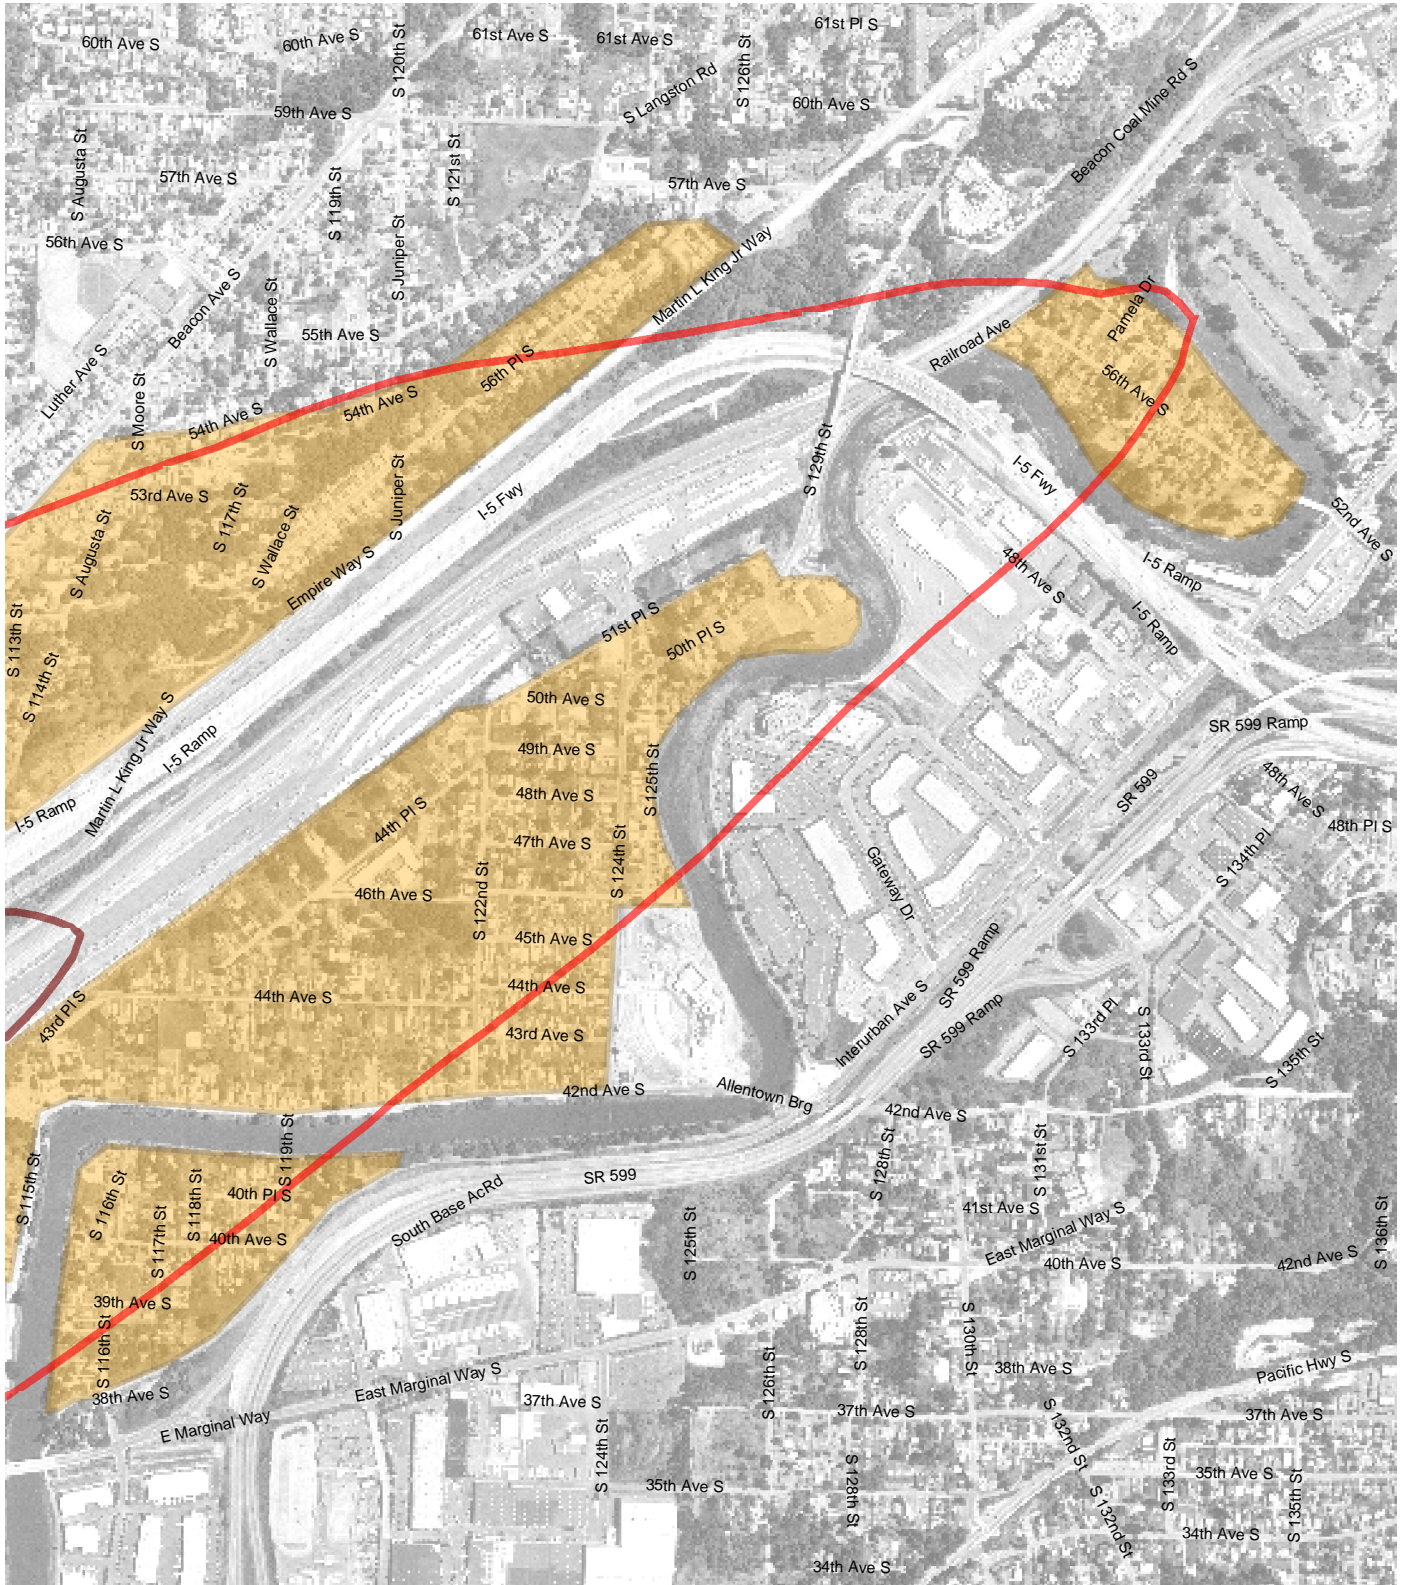 61st Pl S
60th Ave S
60th Ave S
61st Ave S
61st Ave S
S 120th St
S 126th St
S Langston Rd
60th Ave S
59th Ave S
Beacon Coal Mine Rd S
S Augusta St
57th Ave S
S 119th St
S 121st St
57th Ave S
56th Ave S
S Juniper St
Martin L King Jr Way
Beacon Ave S
S Wallace St
55th Ave S
Pamela Dr
Railroad Ave
Luther Ave S
S Moore St
54th Ave S
54th Ave S
56th Pl S
56th Ave S
53rd Ave S
S 117th St
S Juniper St
I-5 Fwy
S 129th St
I-5 Fwy
52nd Ave S
S Augusta St
S Wallace St
Empire Way S
48th Ave S
I-5 Ramp
I-5 Ramp
S 113th St
S 114th St
51st Pl S
50th Pl S
50th Ave S
Martin L King Jr Way S
I-5 Ramp
49th Ave S
S 125th St
SR 599 Ramp
SR 599
48th Ave S
48th Pl S
I-5 Ramp
44th Pl S
48th Ave S
47th Ave S
S 124th St
S 134th Pl
Gateway Dr
46th Ave S
S 122nd St
45th Ave S
SR 599 Ramp
44th Ave S
44th Ave S
43rd Pl S
43rd Ave S
Interurban Ave S
SR 599 Ramp
S 133rd Pl
S 133rd St
S 135th St
42nd Ave S
Allentown Brg
42nd Ave S
S 119th St
S 115th St
S 116th St
S 118th St
40th Pl S
SR 599
S 128th St
S 131st St
South Base AcRd
41st Ave S
East Marginal Way S
S 136th St
S 117th St
40th Ave S
S 125th St
40th Ave S
42nd Ave S
39th Ave S
S 116th St
38th Ave S
East Marginal Way S
S 126th St
S 128th St
S 130th St
38th Ave S
Pacific Hwy S
E Marginal Way
37th Ave S
37th Ave S
37th Ave S
S 124th St
S 132nd St
35th Ave S
S 128th St
S 133rd St
35th Ave S
S 135th St
S 132nd St
34th Ave S
34th Ave S